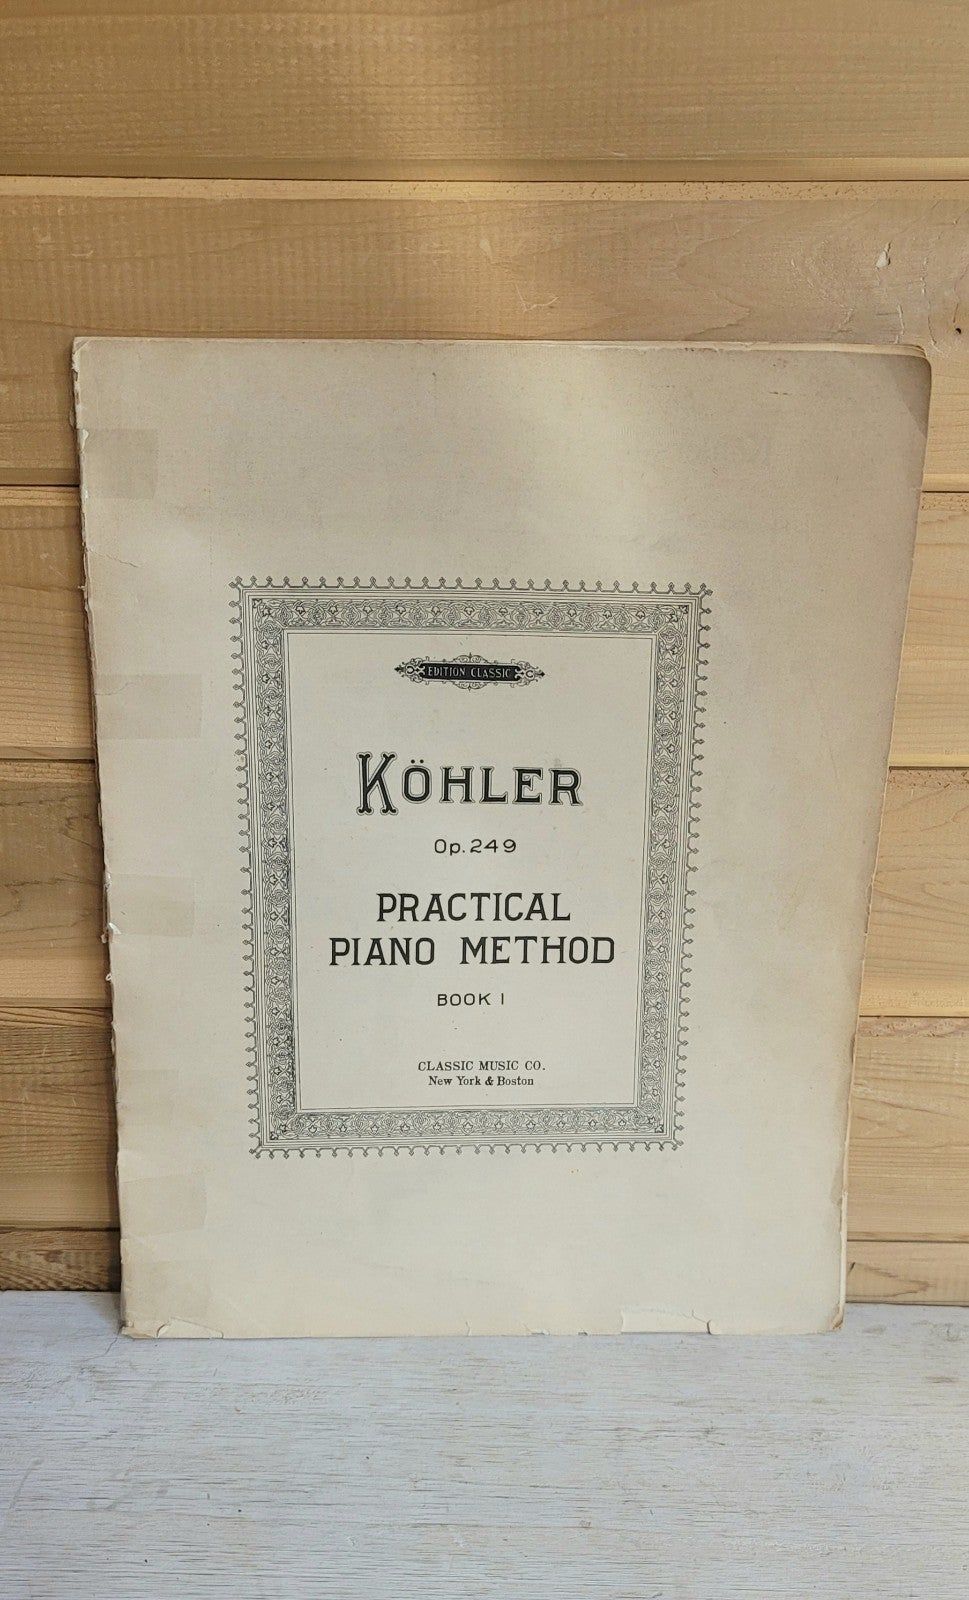 EDITION CLASSIC
KÖHLER
Op. 249
PRACTICAL
PIANO METHOD
BOOK I
CLASSIC MUSIC CO.
New York & Boston